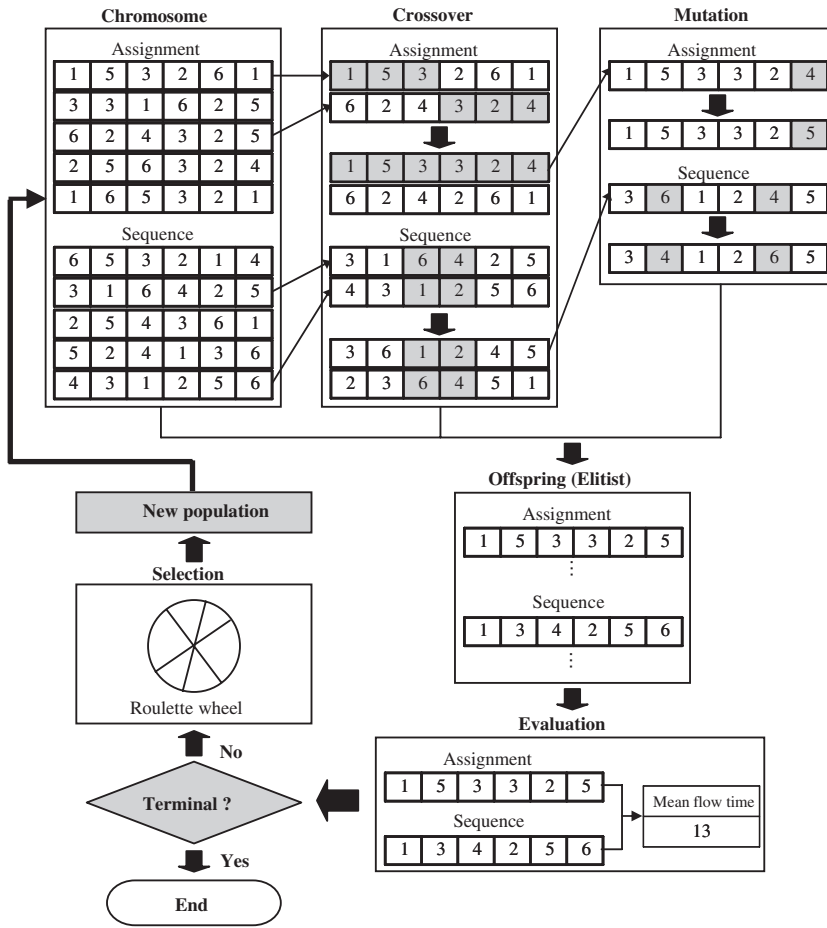 Chromosome
Assignment
1 5 3 2 6 1
3 3 1 6 2 5
6 2 4 3 2 5
2 5 6 3 2 4
1 6 5 3 2 1
Sequence
6 5 3 2 1 4
3 1 6 4 2 5
2 5 4 3 6 1
5 2 4 1 3 6
4 3 1 2 5 6
Crossover
Assignment
1 5 3 2 6 1
6 2 4 3 2 4
1 5 3 3 2 4
6 2 4 2 6 1
Sequence
3 1 6 4 2 5
4 3 1 2 5 6
3 6 1 2 4 5
2 3 6 4 5 1
Mutation
Assignment
1 5 3 3 2 4
1 5 3 3 2 5
Sequence
3 6 1 2 4 5
3 4 1 2 6 5
Offspring (Elitist)
Assignment
1 5 3 3 2 5
⋮
Sequence
1 3 4 2 5 6
⋮
Evaluation
Assignment
1 5 3 3 2 5
Sequence
1 3 4 2 5 6
Mean flow time
13
Terminal ?
No
Yes
End
Selection
Roulette wheel
New population